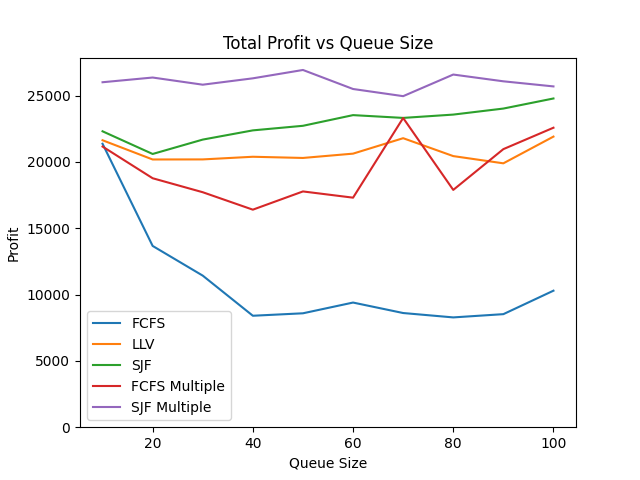 Total Profit vs Queue Size
Profit
25000
20000
15000
10000
5000
0
FCFS
LLV
SJF
FCFS Multiple
SJF Multiple
20 40 60 80 100
Queue Size